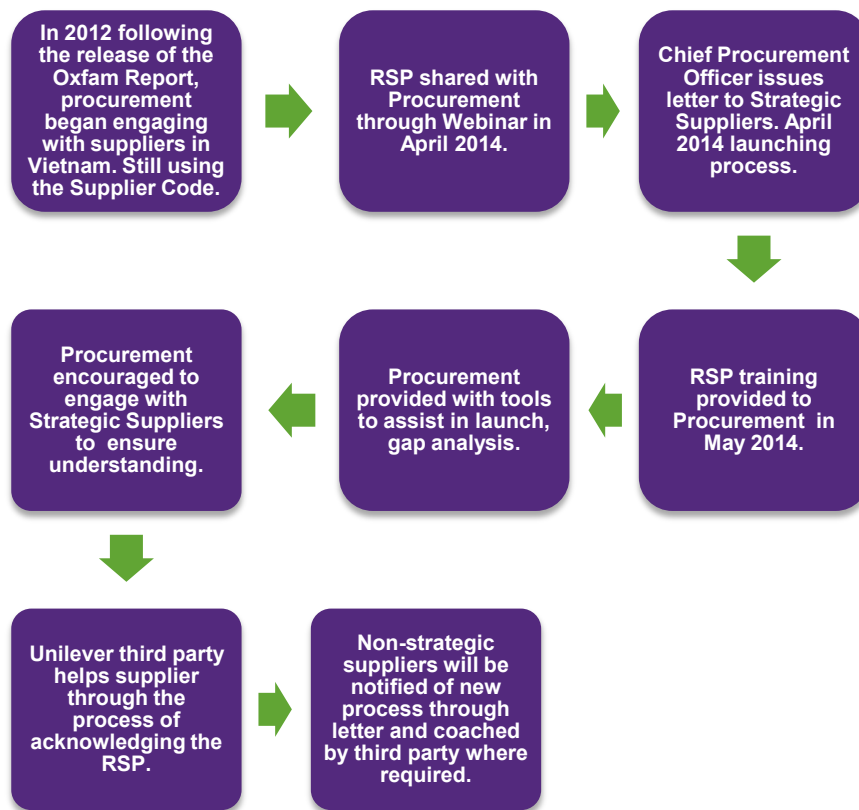 In 2012 following
the release of the
Oxfam Report,
procurement
began engaging
with suppliers in
Vietnam. Still using
the Supplier Code.
RSP shared with
Procurement
through Webinar in
April 2014.
Chief Procurement
Officer issues
letter to Strategic
Suppliers. April
2014 launching
process.
RSP training
provided to
Procurement in
May 2014.
Procurement
provided with tools
to assist in launch,
gap analysis.
Procurement
encouraged to
engage with
Strategic Suppliers
to ensure
understanding.
Unilever third party
helps supplier
through the
process of
acknowledging the
RSP.
Non-strategic
suppliers will be
notified of new
process through
letter and coached
by third party where
required.